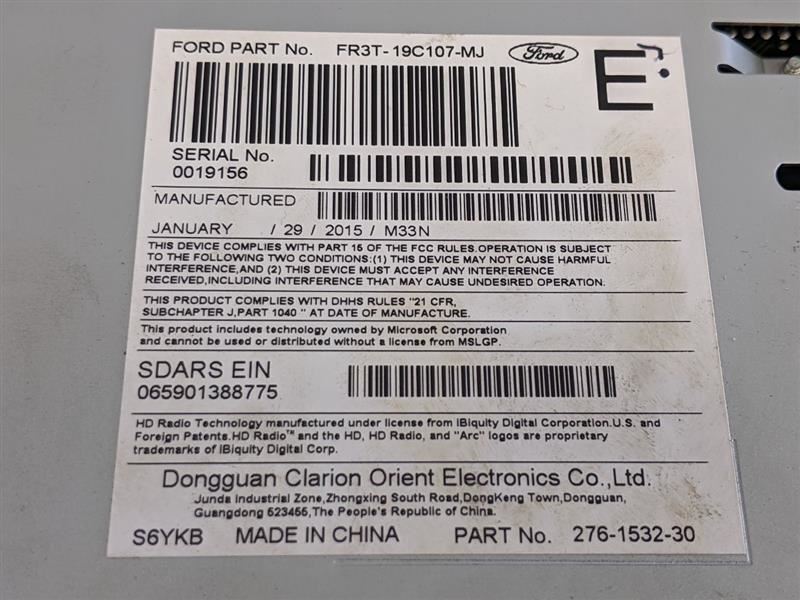 FORD PART No. FR3T-19C107-MJ Ford
E
SERIAL No.
0019156
MANUFACTURED
JANUARY / 29 / 2015 / M33N
THIS DEVICE COMPLIES WITH PART 15 OF THE FCC RULES.OPERATION IS SUBJECT
TO THE FOLLOWING TWO CONDITIONS:(1) THIS DEVICE MAY NOT CAUSE HARMFUL
INTERFERENCE,AND (2) THIS DEVICE MUST ACCEPT ANY INTERFERENCE
RECEIVED,INCLUDING INTERFERENCE THAT MAY CAUSE UNDESIRED OPERATION.
THIS PRODUCT COMPLIES WITH DHHS RULES "21 CFR,
SUBCHAPTER J,PART 1040 " AT DATE OF MANUFACTURE.
This product includes technology owned by Microsoft Corporation
and cannot be used or distributed without a license from MSLGP.
SDARS EIN
065901388775
HD Radio Technology manufactured under license from iBiquity Digital Corporation.U.S. and
Foreign Patents.HD Radio™ and the HD, HD Radio, and "Arc" logos are proprietary
trademarks of iBiquity Digital Corp.
Dongguan Clarion Orient Electronics Co.,Ltd.
Junda Industrial Zone,Zhongxing South Road,DongKeng Town,Dongguan,
Guangdong 523455,The People's Republic of China.
S6YKB MADE IN CHINA PART No. 276-1532-30